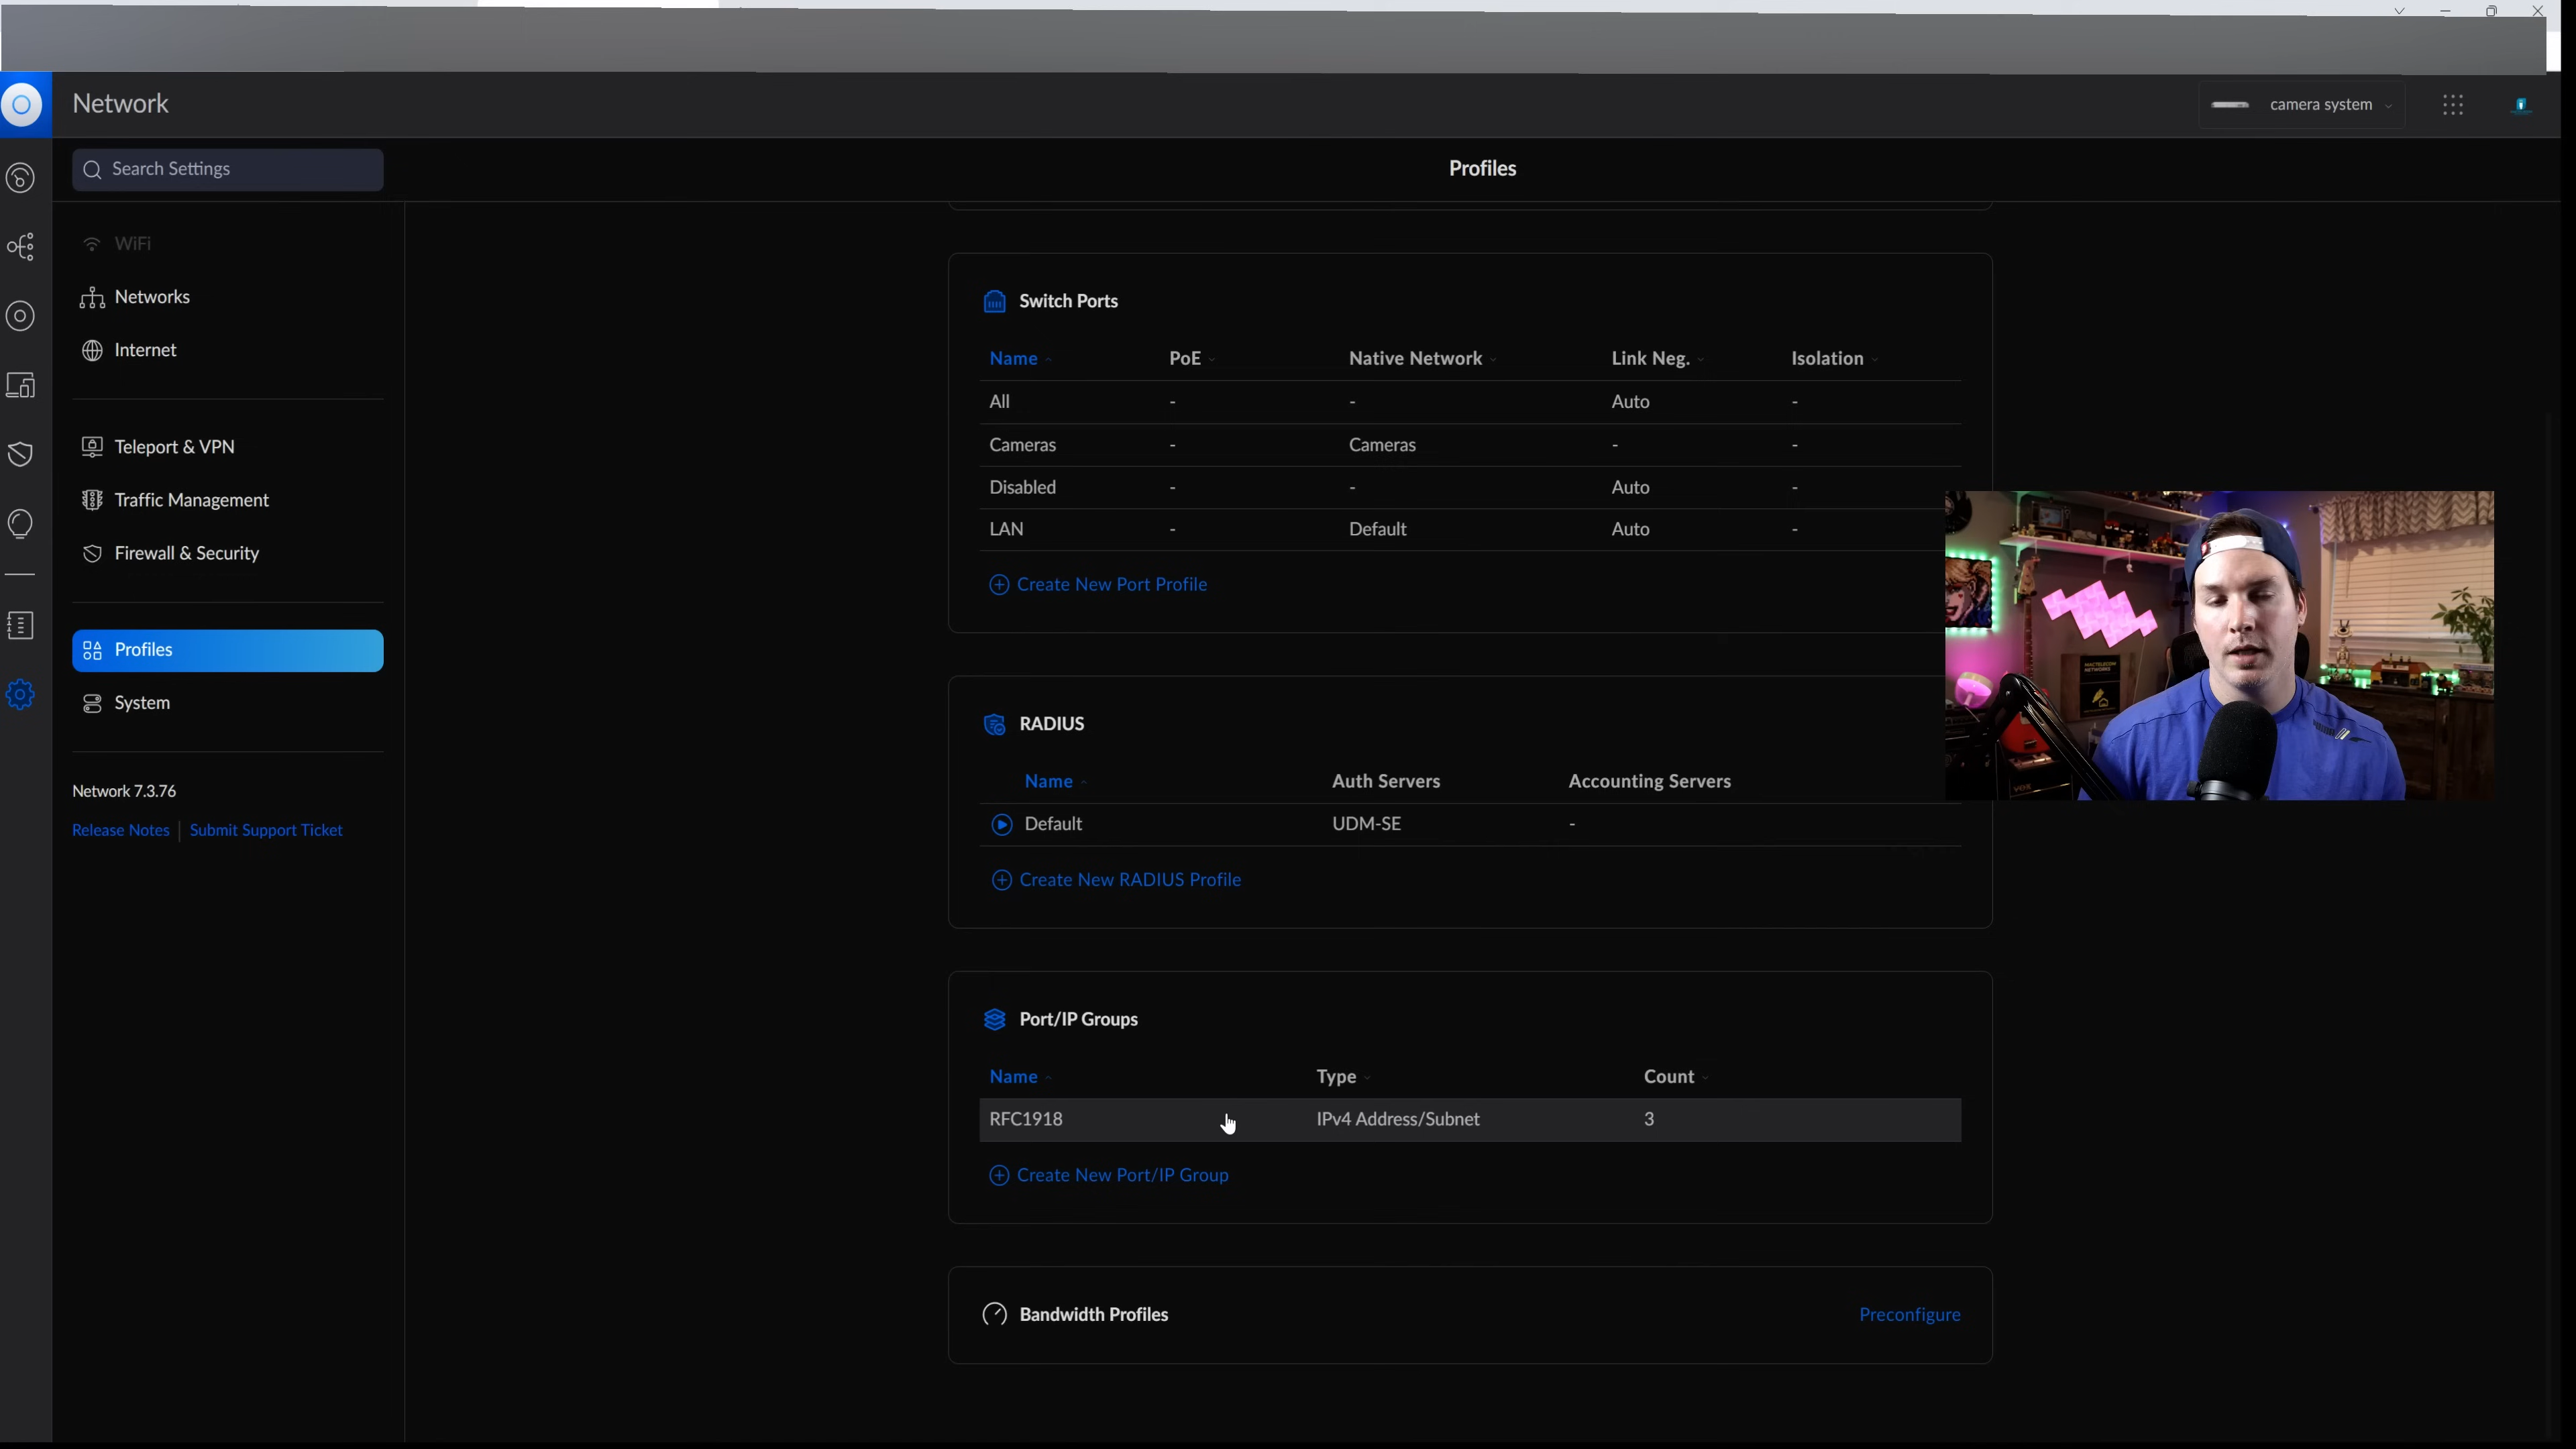 Network
camera system
Search Settings
Profiles
WiFi
Networks
Internet
Teleport & VPN
Traffic Management
Firewall & Security
Profiles
System
Network 7.3.76
Release Notes | Submit Support Ticket
Switch Ports
Name PoE Native Network Link Neg. Isolation
All - - Auto -
Cameras - Cameras - -
Disabled - - Auto -
LAN - Default Auto -
Create New Port Profile
RADIUS
Name Auth Servers Accounting Servers
Default UDM-SE -
Create New RADIUS Profile
Port/IP Groups
Name Type Count
RFC1918 IPv4 Address/Subnet 3
Create New Port/IP Group
Bandwidth Profiles Preconfigure
MACTELECOM
NETWORKS
VOX